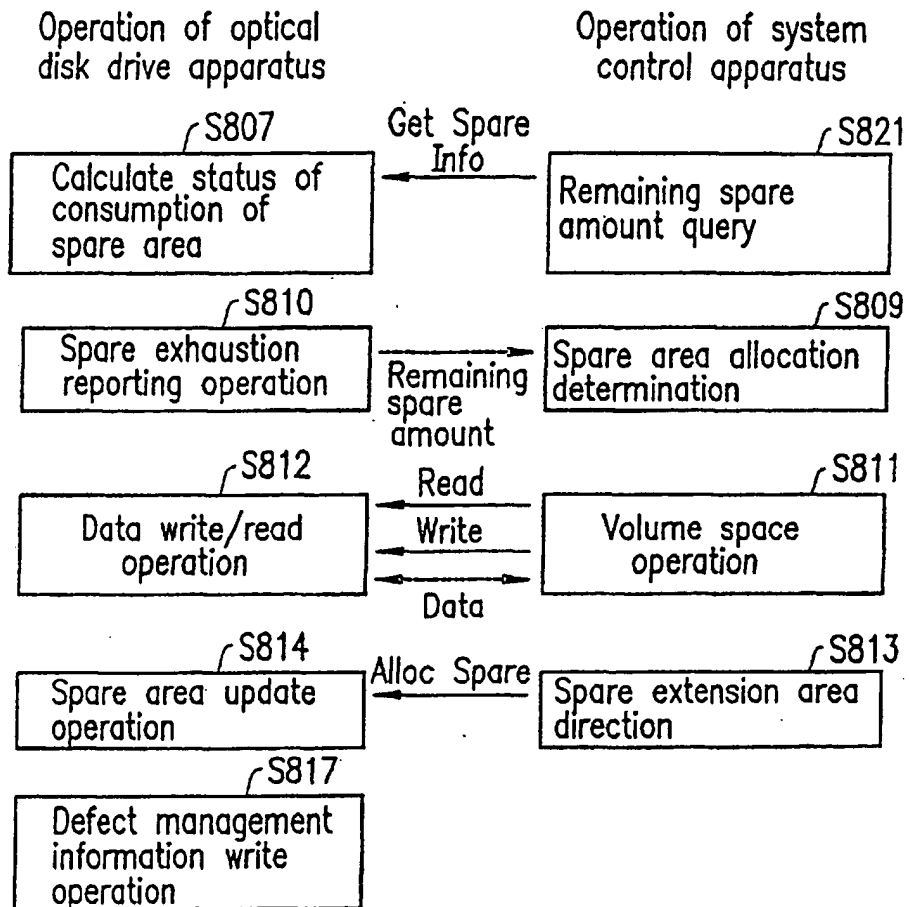 Operation of optical
disk drive apparatus
Operation of system
control apparatus
S807
Calculate status of
consumption of
spare area
Get Spare
Info
S821
Remaining spare
amount query
S810
Spare exhaustion
reporting operation
Remaining
spare
amount
S809
Spare area allocation
determination
S812
Data write/read
operation
Read
Write
Data
S811
Volume space
operation
S814
Spare area update
operation
Alloc Spare
S813
Spare extension area
direction
S817
Defect management
information write
operation